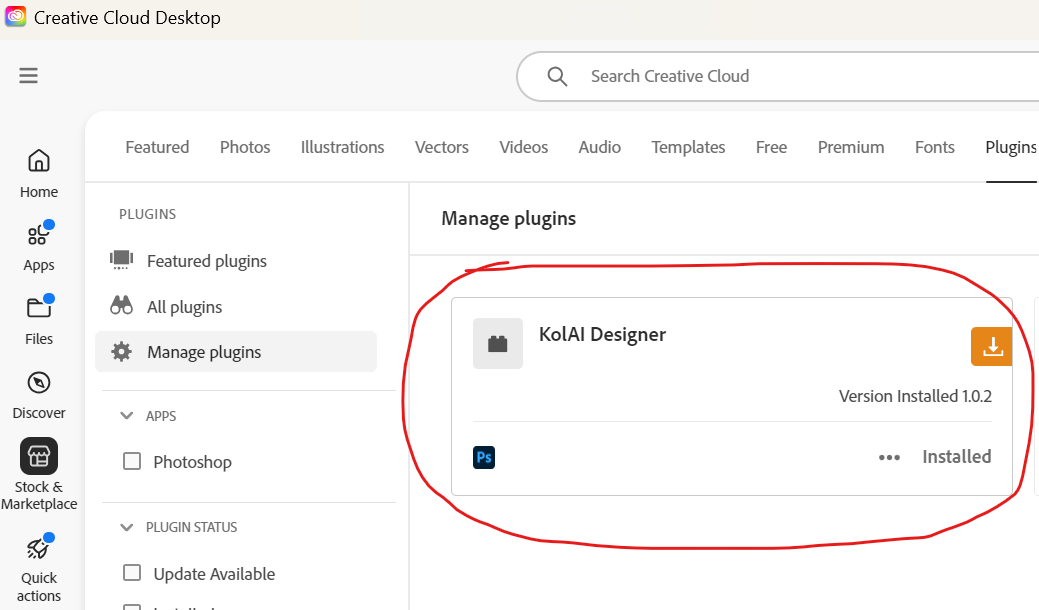 Creative Cloud Desktop
Search Creative Cloud
Featured Photos Illustrations Vectors Videos Audio Templates Free Premium Fonts Plugins
Home
Apps
Files
Discover
Stock &
Marketplace
Quick
actions
PLUGINS
Featured plugins
All plugins
Manage plugins
APPS
Photoshop
PLUGIN STATUS
Update Available
Manage plugins
KolAI Designer
Version Installed 1.0.2
Ps
Installed